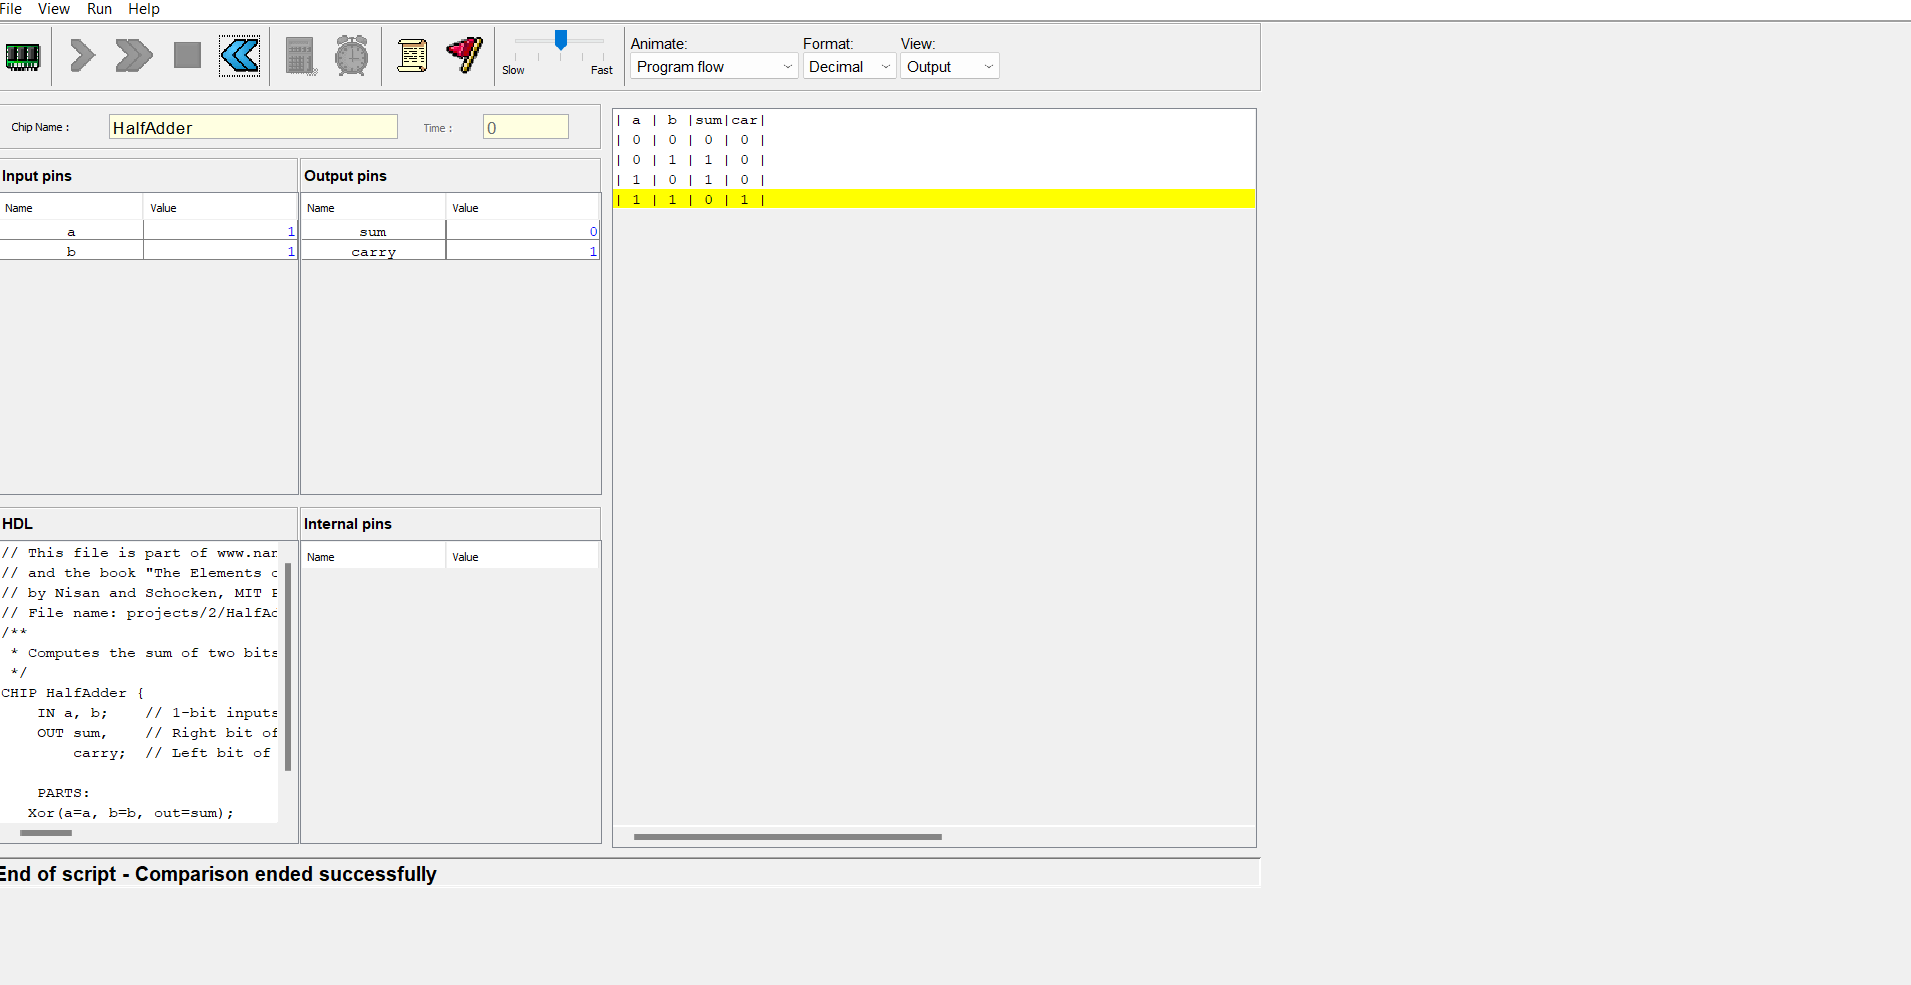 File View Run Help
Animate: Format: View:
Slow Fast Program flow Decimal Output
Chip Name : HalfAdder Time : 0
Input pins
Name Value
a 1
b 1
Output pins
Name Value
sum 0
carry 1
HDL
// This file is part of www.nan
// and the book "The Elements
// by Nisan and Schocken, MIT
// File name: projects/2/HalfAd
/**
* Computes the sum of two bits
*/
CHIP HalfAdder {
IN a, b; // 1-bit inputs
OUT sum, // Right bit of
carry; // Left bit of
PARTS:
Xor(a=a, b=b, out=sum);
Internal pins
Name Value
| a | b |sum|car|
| 0 | 0 | 0 | 0 |
| 0 | 1 | 1 | 0 |
| 1 | 0 | 1 | 0 |
| 1 | 1 | 0 | 1 |
End of script - Comparison ended successfully